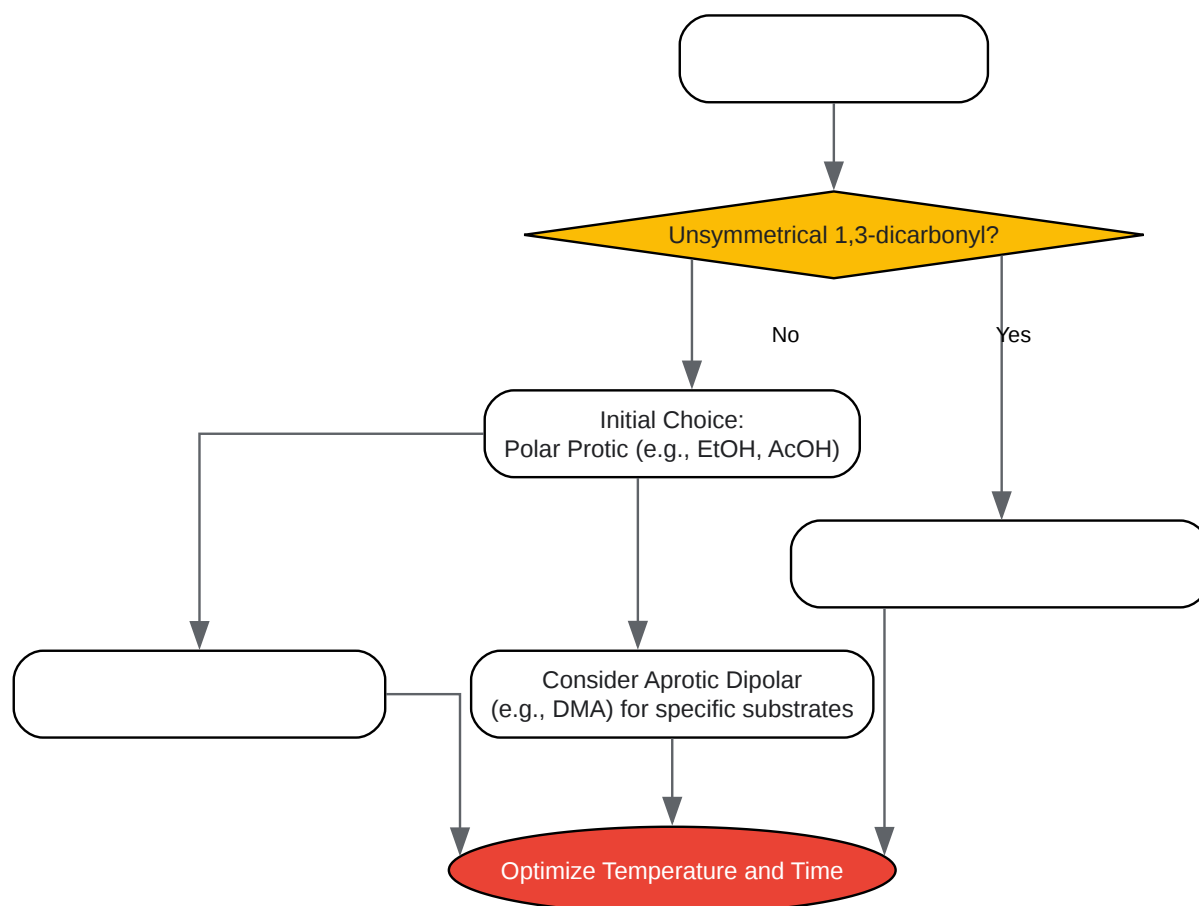 Unsymmetrical 1,3-dicarbonyl?
No
Yes
Initial Choice:
Polar Protic (e.g., EtOH, AcOH)
Consider Aprotic Dipolar
(e.g., DMA) for specific substrates
Optimize Temperature and Time